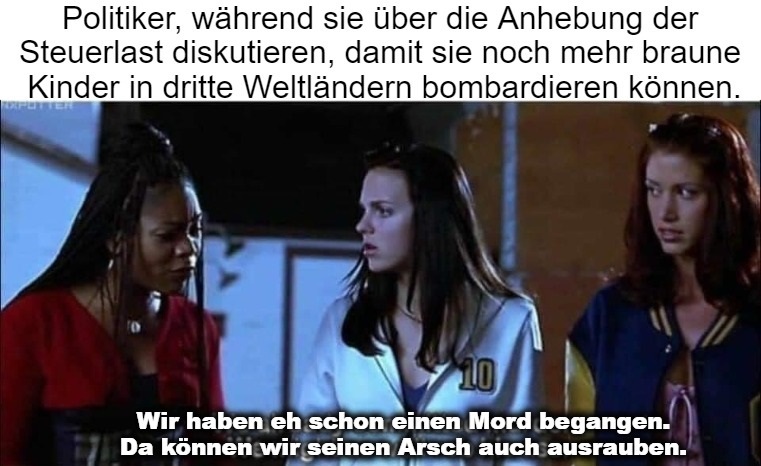 Politiker, während sie über die Anhebung der
Steuerlast diskutieren, damit sie noch mehr braune
Kinder in dritte Weltländern bombardieren können.
NXPOTTER
10
Wir haben eh schon einen Mord begangen.
Da können wir seinen Arsch auch ausrauben.